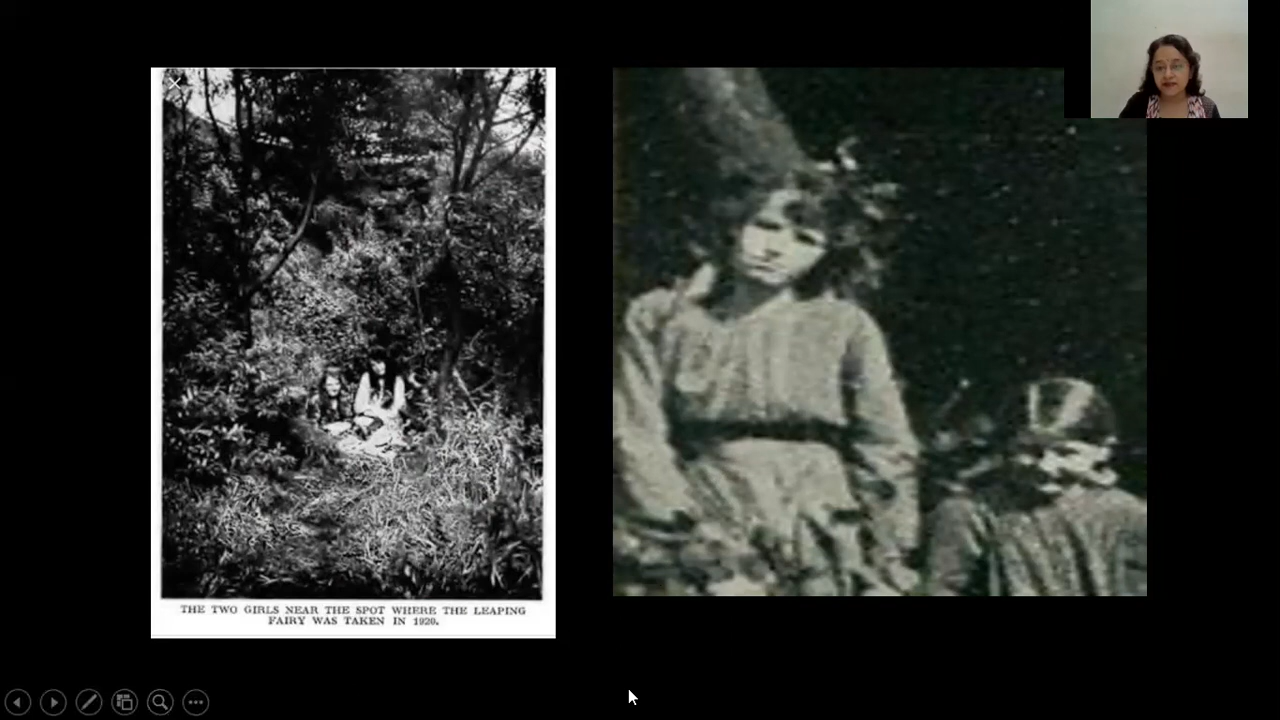 THE TWO GIRLS NEAR THE SPOT WHERE THE LEAPING
FAIRY WAS TAKEN IN 1920.